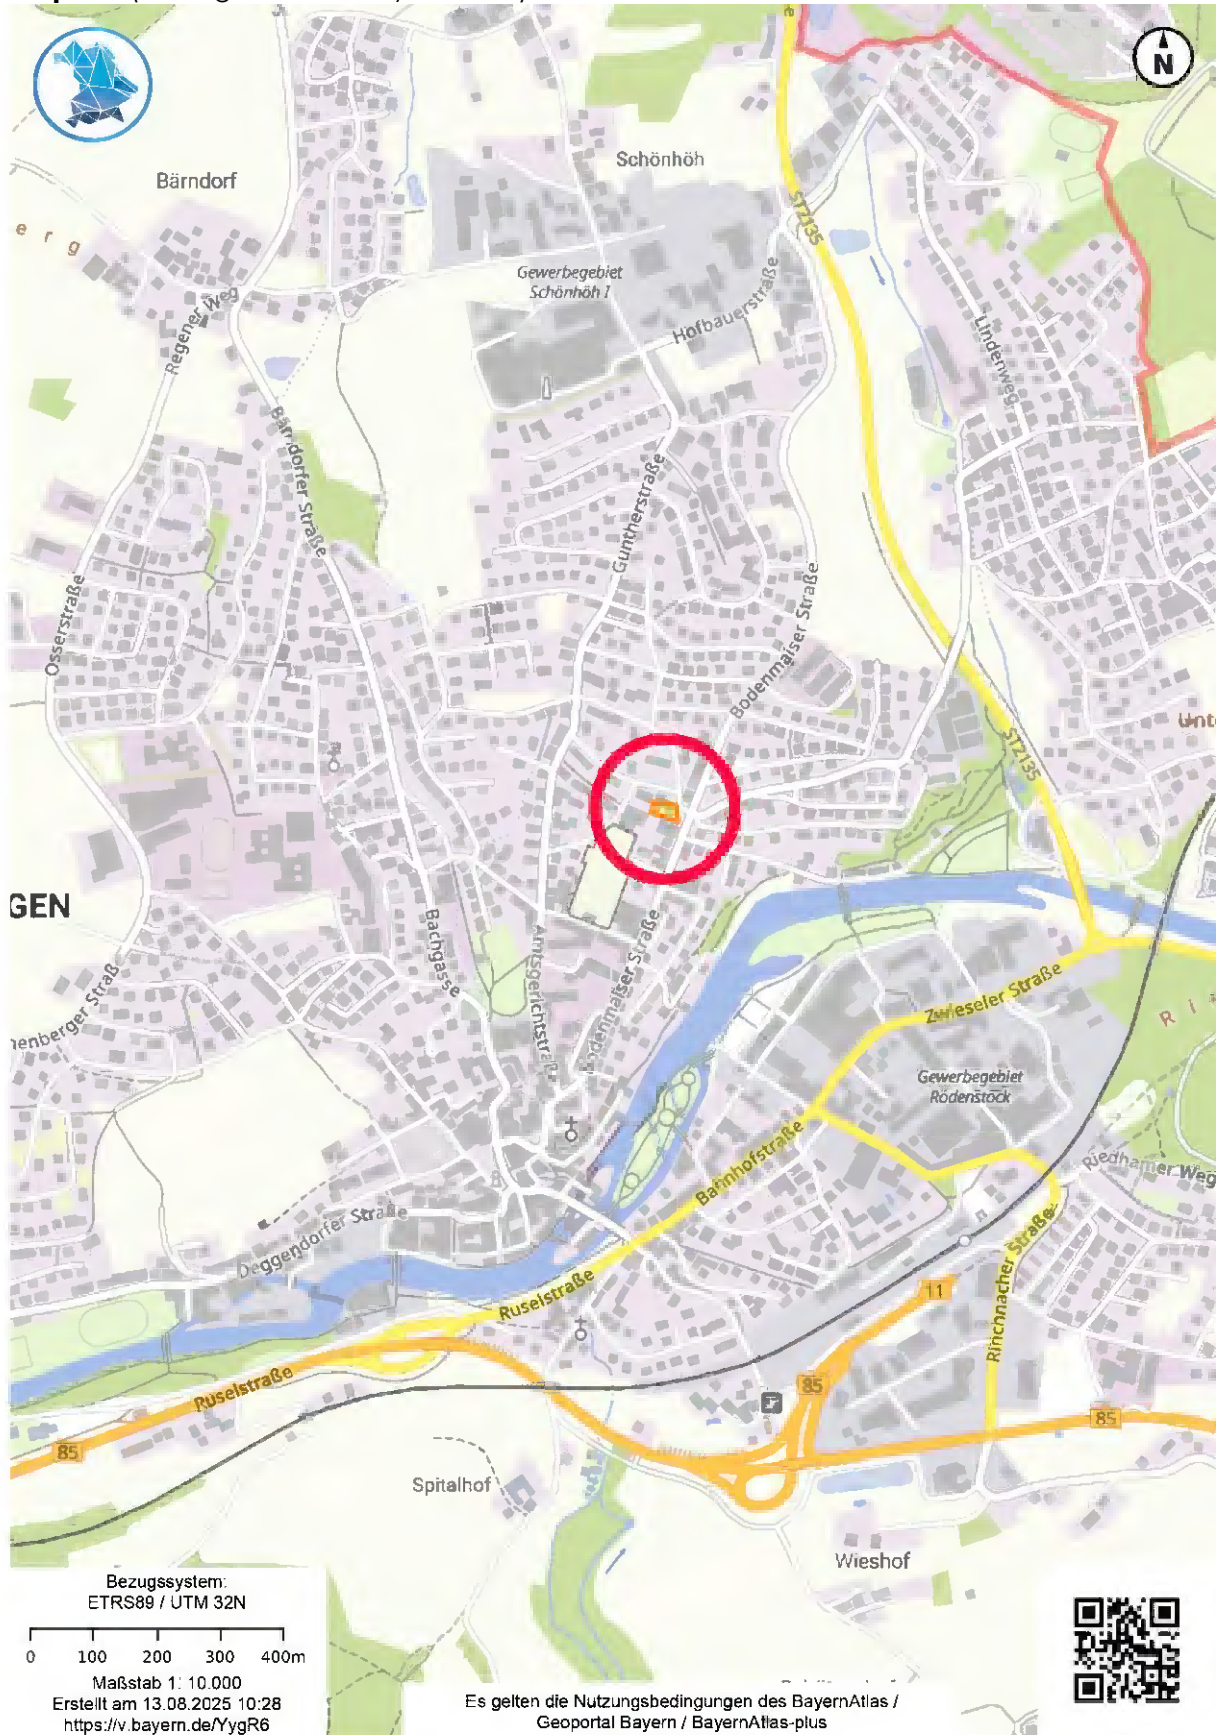 N
Schönhöh
Bärndorf
e r g
ST2135
Gewerbegebiet
Schönhöh I
Regener Weg
Hofbauerstraße
Lindenweg
Bärndorfer Straße
Guntherstraße
Osserstraße
Bodenmaiser Straße
Unt
ST2135
GEN
Bachgasse
Amtsgerichtstraße
Bodenmaiser Straße
Zwieseler Straße
R i
nenberger Straß
Gewerbegebiet
Rodenstock
Bahnhofstraße
Riedhamer Weg
Deggendorfer Straße
Rinchnacher Straße
11
Ruselstraße
Ruselstraße
85
85
85
Spitalhof
Wieshof
Bezugssystem:
ETRS89 / UTM 32N
0 100 200 300 400m
Maßstab 1: 10.000
Erstellt am 13.08.2025 10:28
https://v.bayern.de/YygR6
Es gelten die Nutzungsbedingungen des BayernAtlas /
Geoportal Bayern / BayernAtlas-plus